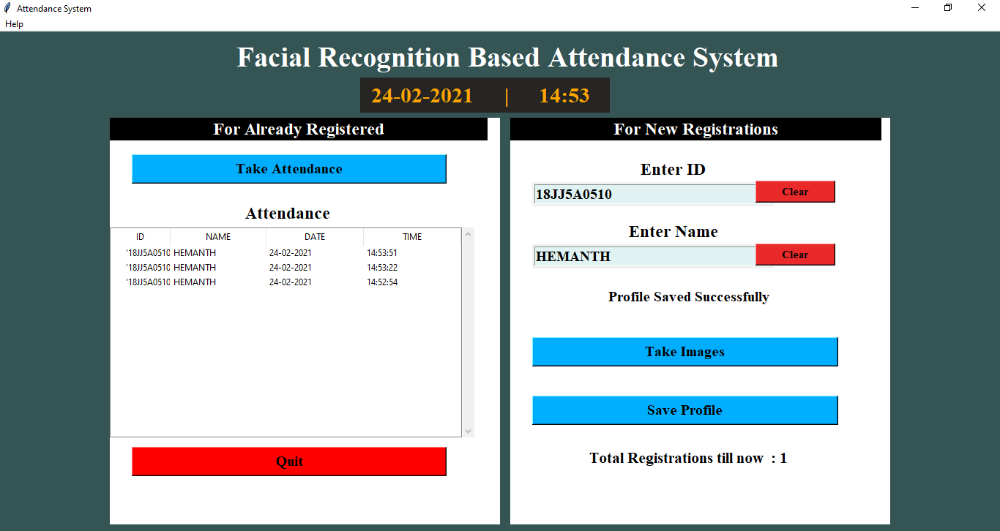 Attendance System
Help
Facial Recognition Based Attendance System
24-02-2021 | 14:53
For Already Registered
Take Attendance
Attendance
ID NAME DATE TIME
'18JJ5A0510 HEMANTH 24-02-2021 14:53:51
'18JJ5A0510 HEMANTH 24-02-2021 14:53:22
'18JJ5A0510 HEMANTH 24-02-2021 14:52:54
Quit
For New Registrations
Enter ID
18JJ5A0510 Clear
Enter Name
HEMANTH Clear
Profile Saved Successfully
Take Images
Save Profile
Total Registrations till now : 1